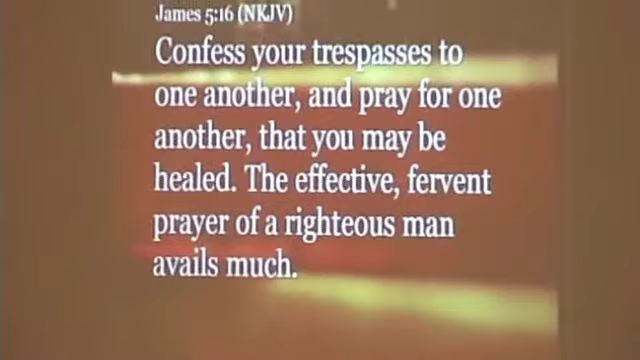 James 5:16 (NKJV)
Confess your trespasses to
one another, and pray for one
another, that you may be
healed. The effective, fervent
prayer of a righteous man
avails much.